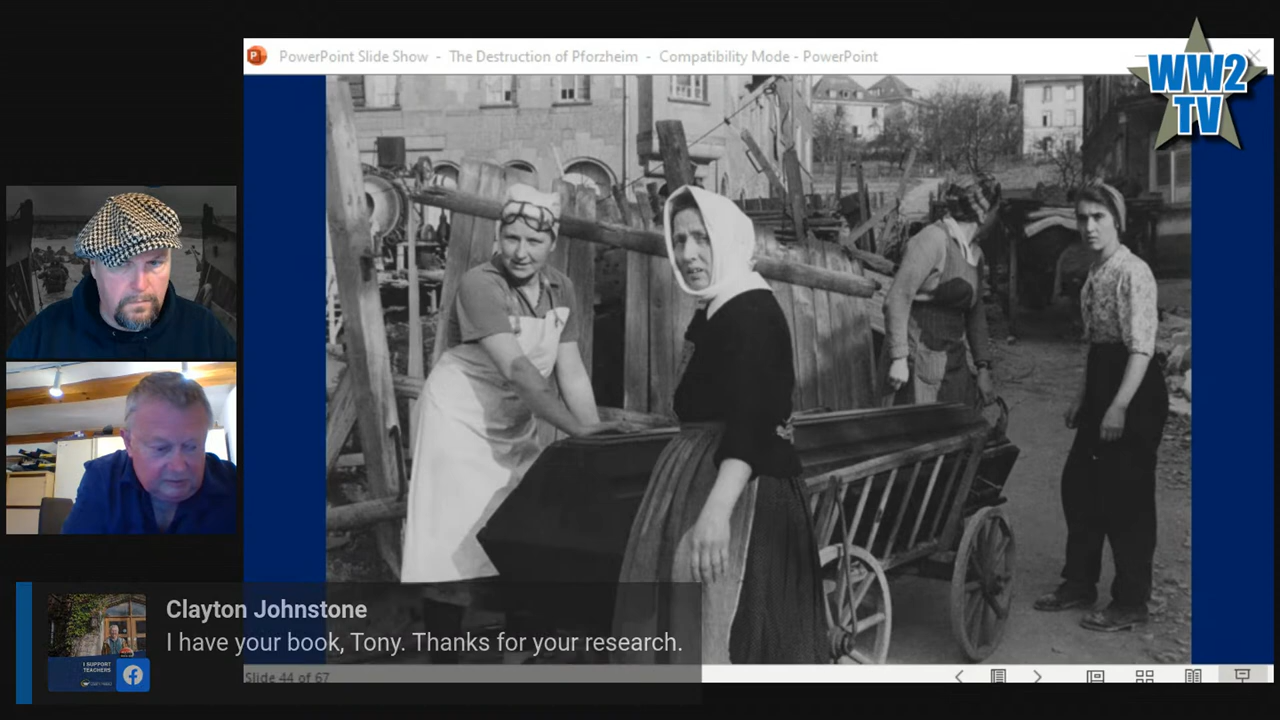 PowerPoint Slide Show - The Destruction of Pforzheim - Compatibility Mode - PowerPoint
WW2
TV
Clayton Johnstone
I have your book, Tony. Thanks for your research.
I SUPPORT
TEACHERS
Slide 44 of 67